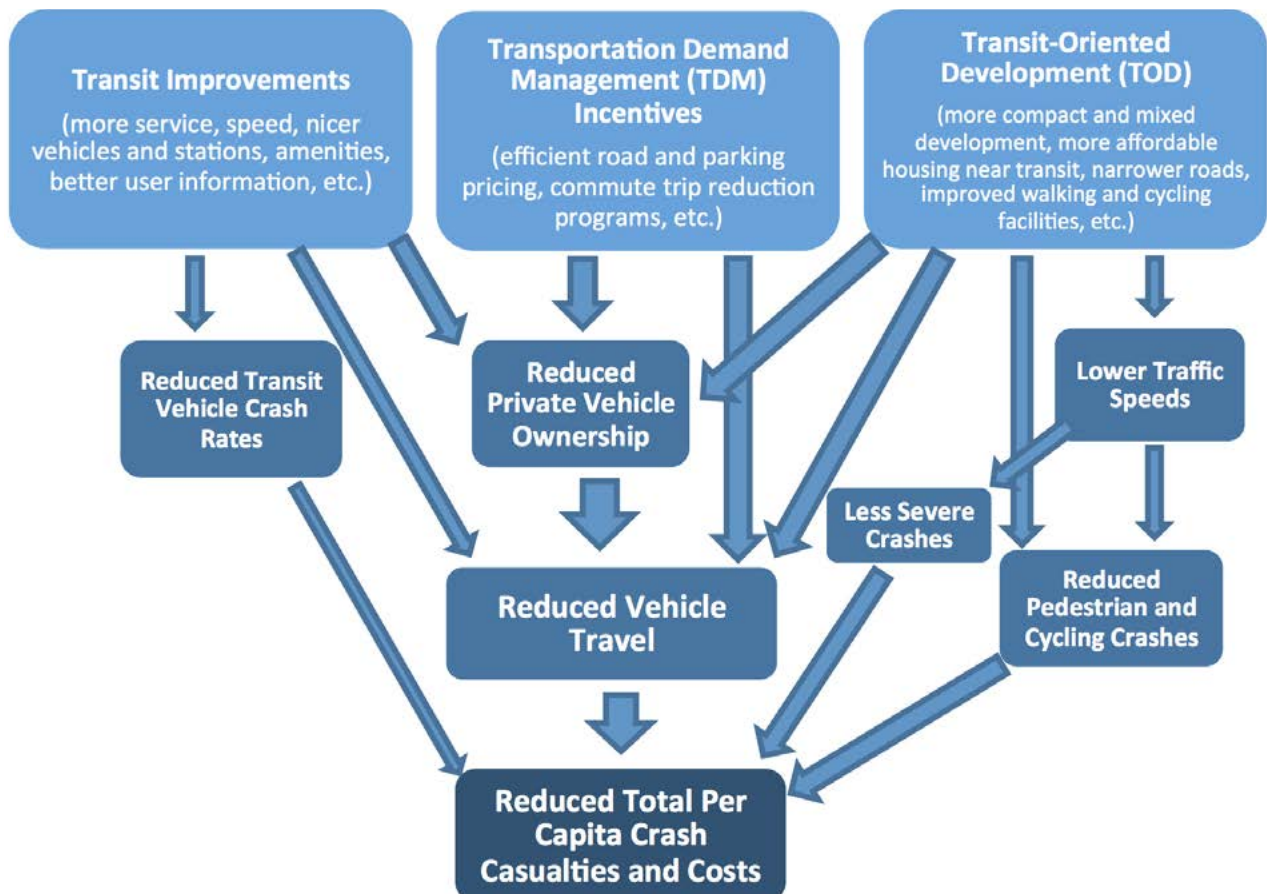 Transit Improvements
(more service, speed, nicer
vehicles and stations, amenities,
better user information, etc.)
Transportation Demand
Management (TDM)
Incentives
(efficient road and parking
pricing, commute trip reduction
programs, etc.)
Transit-Oriented
Development (TOD)
(more compact and mixed
development, more affordable
housing near transit, narrower roads,
improved walking and cycling
facilities, etc.)
Reduced Transit
Vehicle Crash
Rates
Reduced
Private Vehicle
Ownership
Lower Traffic
Speeds
Less Severe
Crashes
Reduced Vehicle
Travel
Reduced
Pedestrian and
Cycling Crashes
Reduced Total Per
Capita Crash
Casualties and Costs